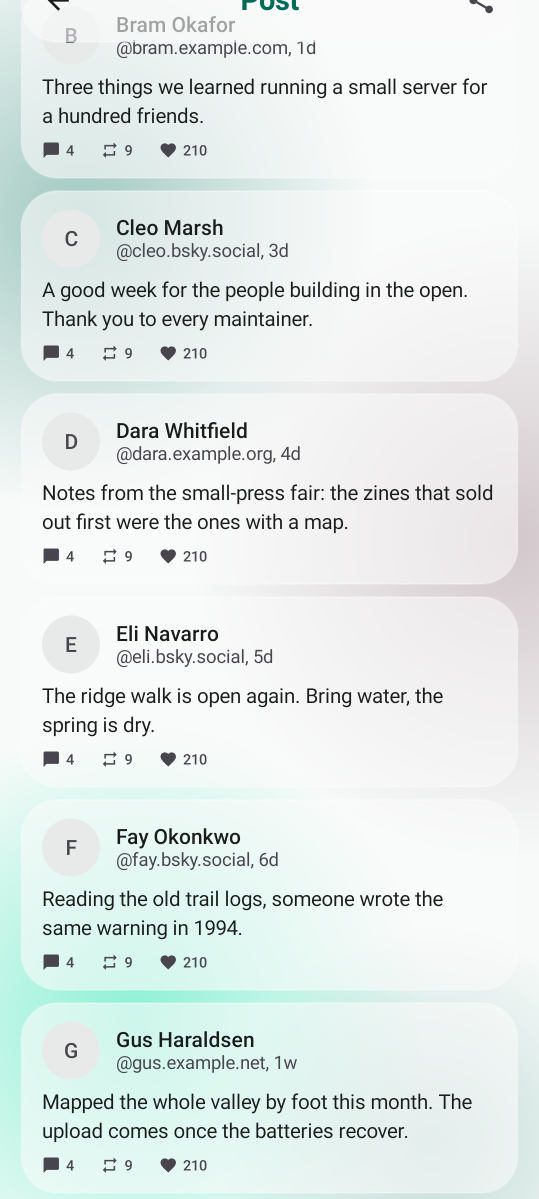 Post
B
Bram Okafor
@bram.example.com, 1d
Three things we learned running a small server for
a hundred friends.
4 9 210
C
Cleo Marsh
@cleo.bsky.social, 3d
A good week for the people building in the open.
Thank you to every maintainer.
4 9 210
D
Dara Whitfield
@dara.example.org, 4d
Notes from the small-press fair: the zines that sold
out first were the ones with a map.
4 9 210
E
Eli Navarro
@eli.bsky.social, 5d
The ridge walk is open again. Bring water, the
spring is dry.
4 9 210
F
Fay Okonkwo
@fay.bsky.social, 6d
Reading the old trail logs, someone wrote the
same warning in 1994.
4 9 210
G
Gus Haraldsen
@gus.example.net, 1w
Mapped the whole valley by foot this month. The
upload comes once the batteries recover.
4 9 210